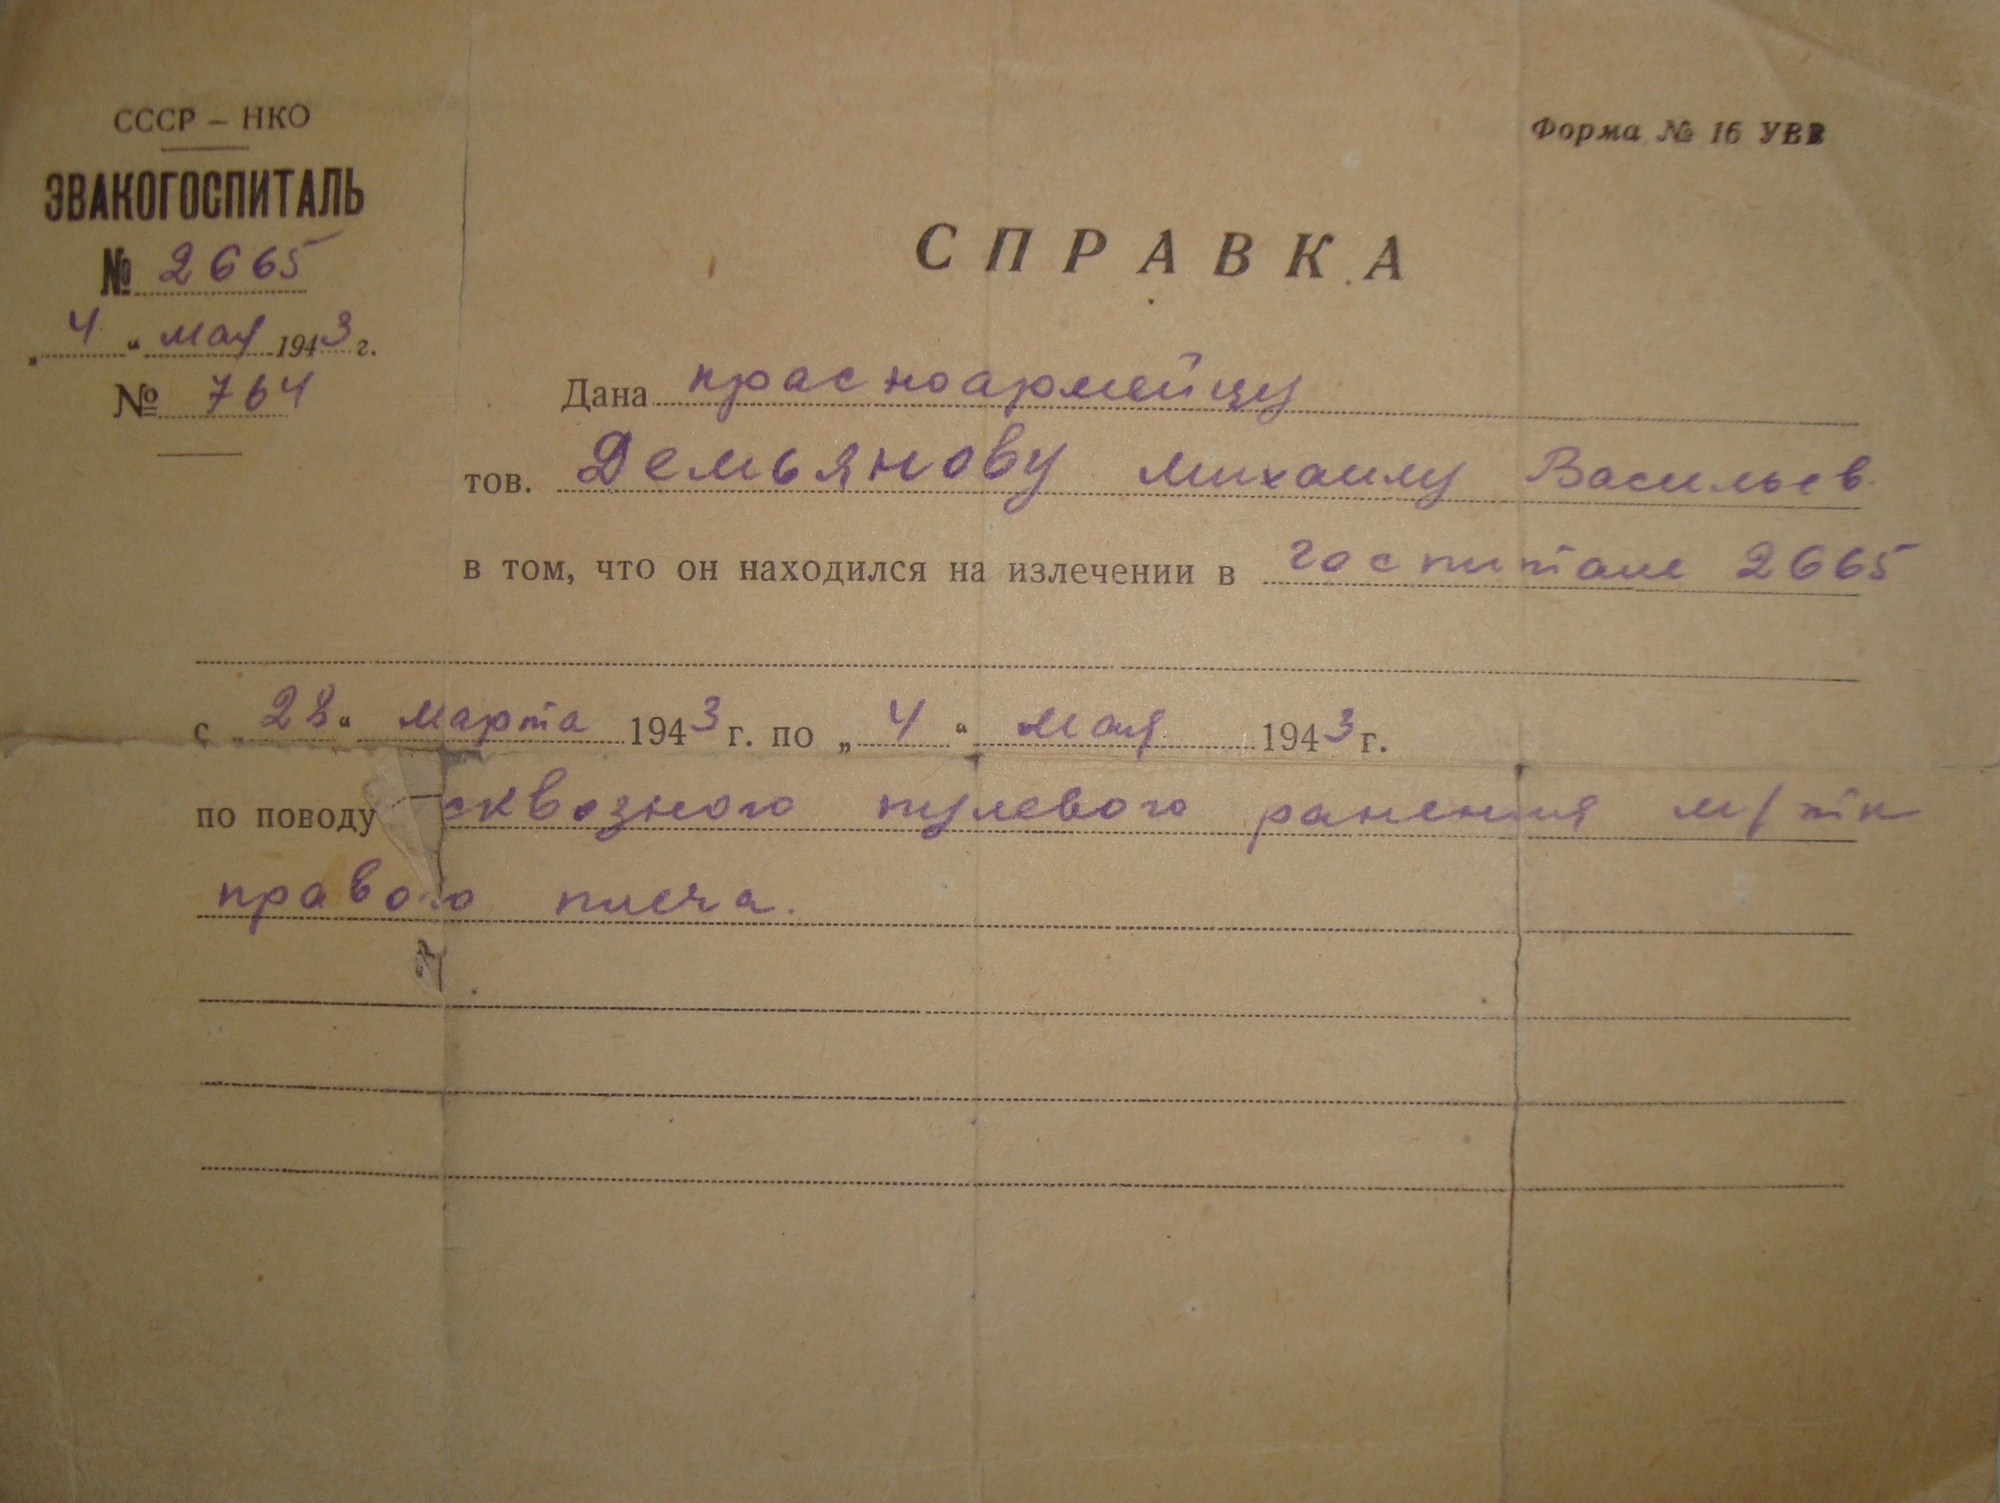 СССР – НКО
ЭВАКОГОСПИТАЛЬ
№ 2665
„4“ мая 1943 г.
№ 764
Форма № 16 УВВ
СПРАВКА
Дана красноармейцу
тов. Демьянову Михаилу Васильев.
в том, что он находился на излечении в госпитале 2665
с „28“ марта 1943 г. по „4“ мая 1943 г.
по поводу сквозного пулевого ранения м/тк
правого плеча.